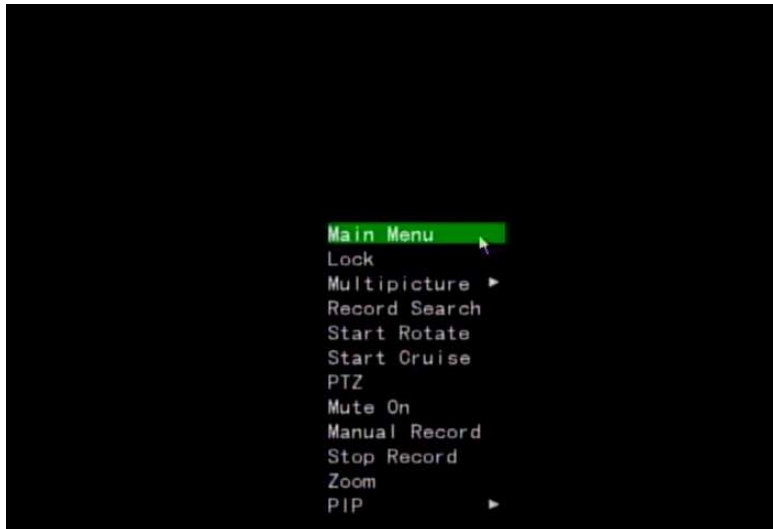 Main Menu
Lock
Multipicture ►
Record Search
Start Rotate
Start Cruise
PTZ
Mute On
Manual Record
Stop Record
Zoom
PIP ►